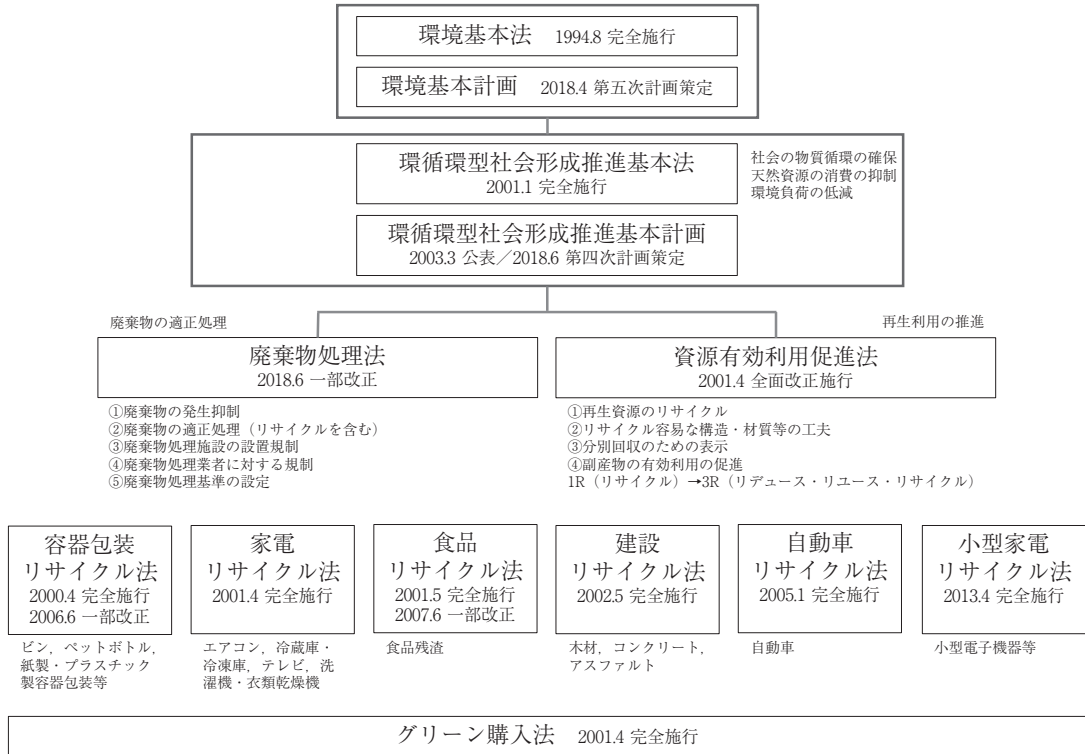 環境基本法 1994.8 完全施行
環境基本計画 2018.4 第五次計画策定
環循環型社会形成推進基本法
2001.1 完全施行
社会の物質循環の確保
天然資源の消費の抑制
環境負荷の低減
環循環型社会形成推進基本計画
2003.3 公表／2018.6 第四次計画策定
廃棄物の適正処理
再生利用の推進
廃棄物処理法
2018.6 一部改正
①廃棄物の発生抑制
②廃棄物の適正処理（リサイクルを含む）
③廃棄物処理施設の設置規制
④廃棄物処理業者に対する規制
⑤廃棄物処理基準の設定
資源有効利用促進法
2001.4 全面改正施行
①再生資源のリサイクル
②リサイクル容易な構造・材質等の工夫
③分別回収のための表示
④副産物の有効利用の促進
1R（リサイクル）→3R（リデュース・リユース・リサイクル）
容器包装
リサイクル法
2000.4 完全施行
2006.6 一部改正
ビン，ペットボトル，
紙製・プラスチック
製容器包装等
家電
リサイクル法
2001.4 完全施行
エアコン，冷蔵庫・
冷凍庫，テレビ，洗
濯機・衣類乾燥機
食品
リサイクル法
2001.5 完全施行
2007.6 一部改正
食品残渣
建設
リサイクル法
2002.5 完全施行
木材，コンクリート，
アスファルト
自動車
リサイクル法
2005.1 完全施行
自動車
小型家電
リサイクル法
2013.4 完全施行
小型電子機器等
グリーン購入法 2001.4 完全施行